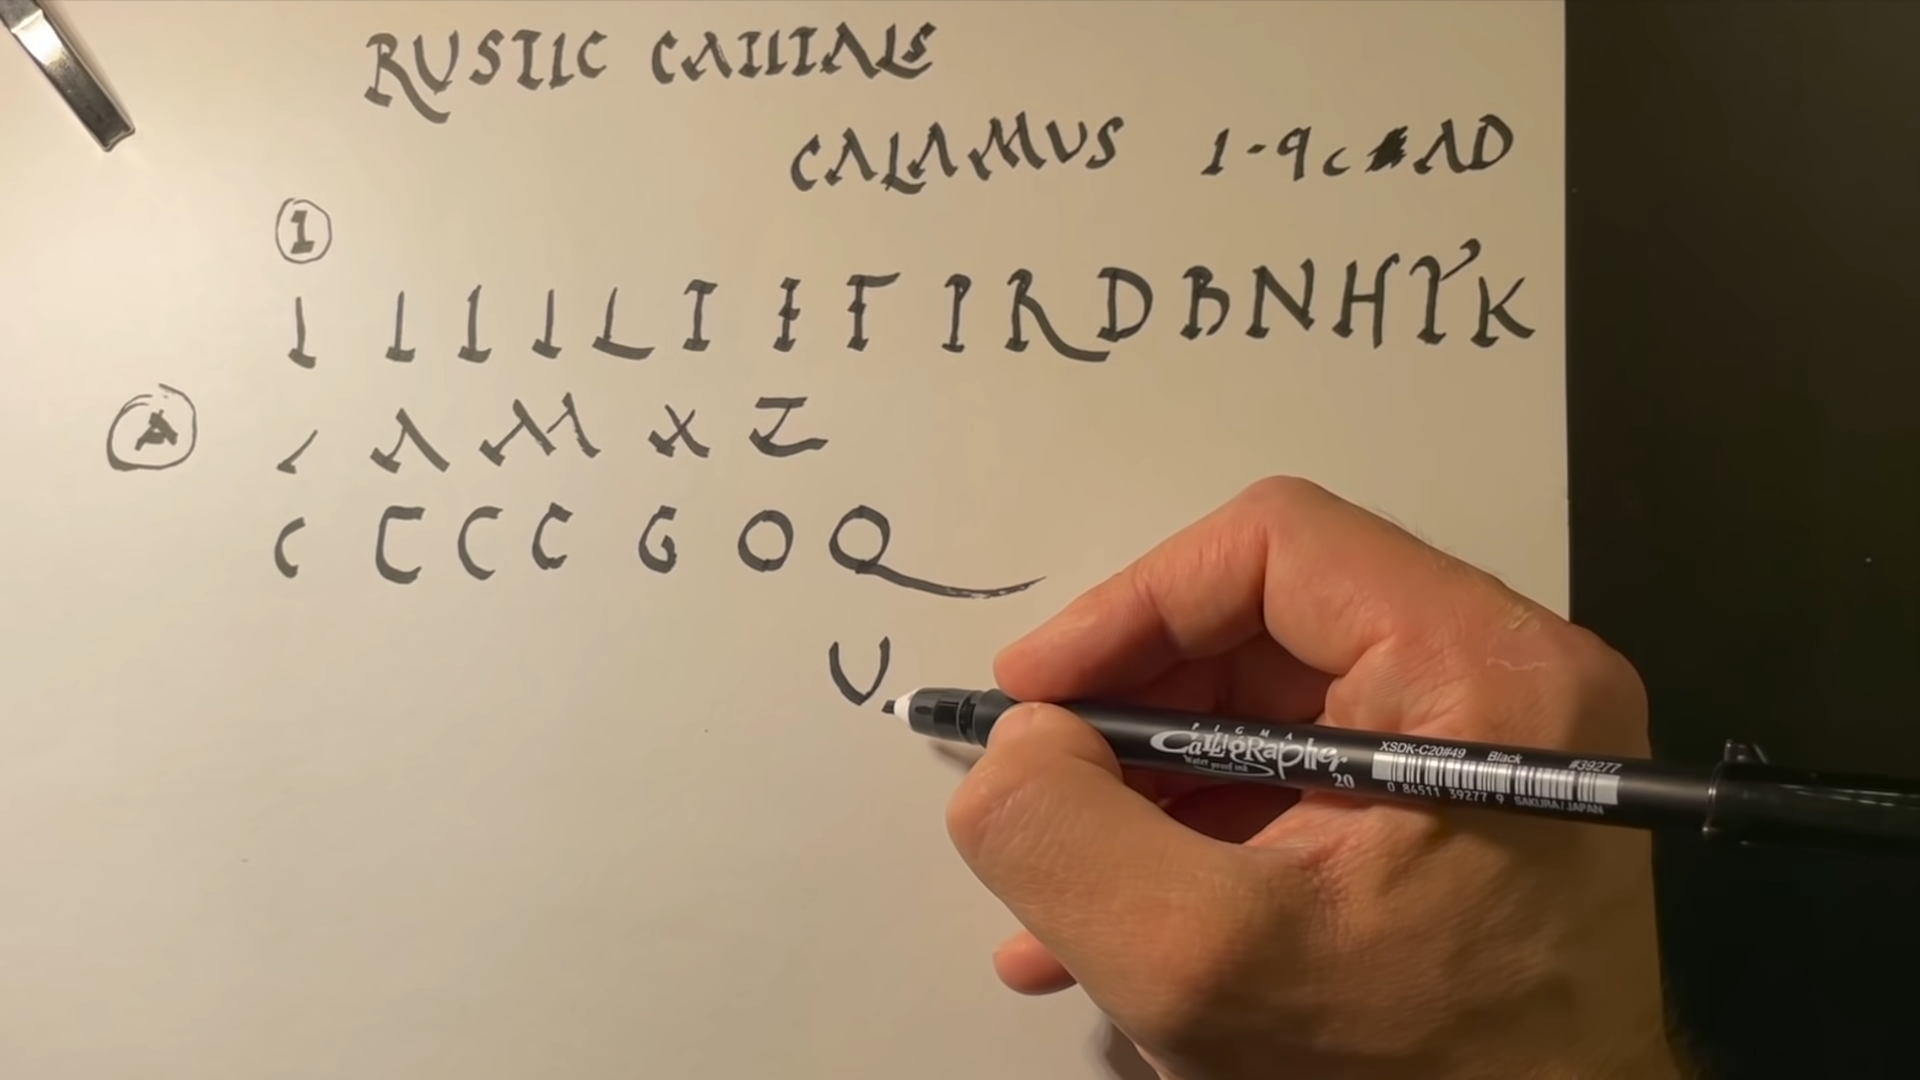 RUSTIC CAPITALS
CALAMUS 1-9c AD
1
I I I I L T E F P R D B N H Y K
A
A M X Z
C C C C G O Q
U
PIGMA
Calligrapher
Water proof ink
20
XSDK-C20#49 Black #39277
0 84511 39277 9 SAKURA/JAPAN